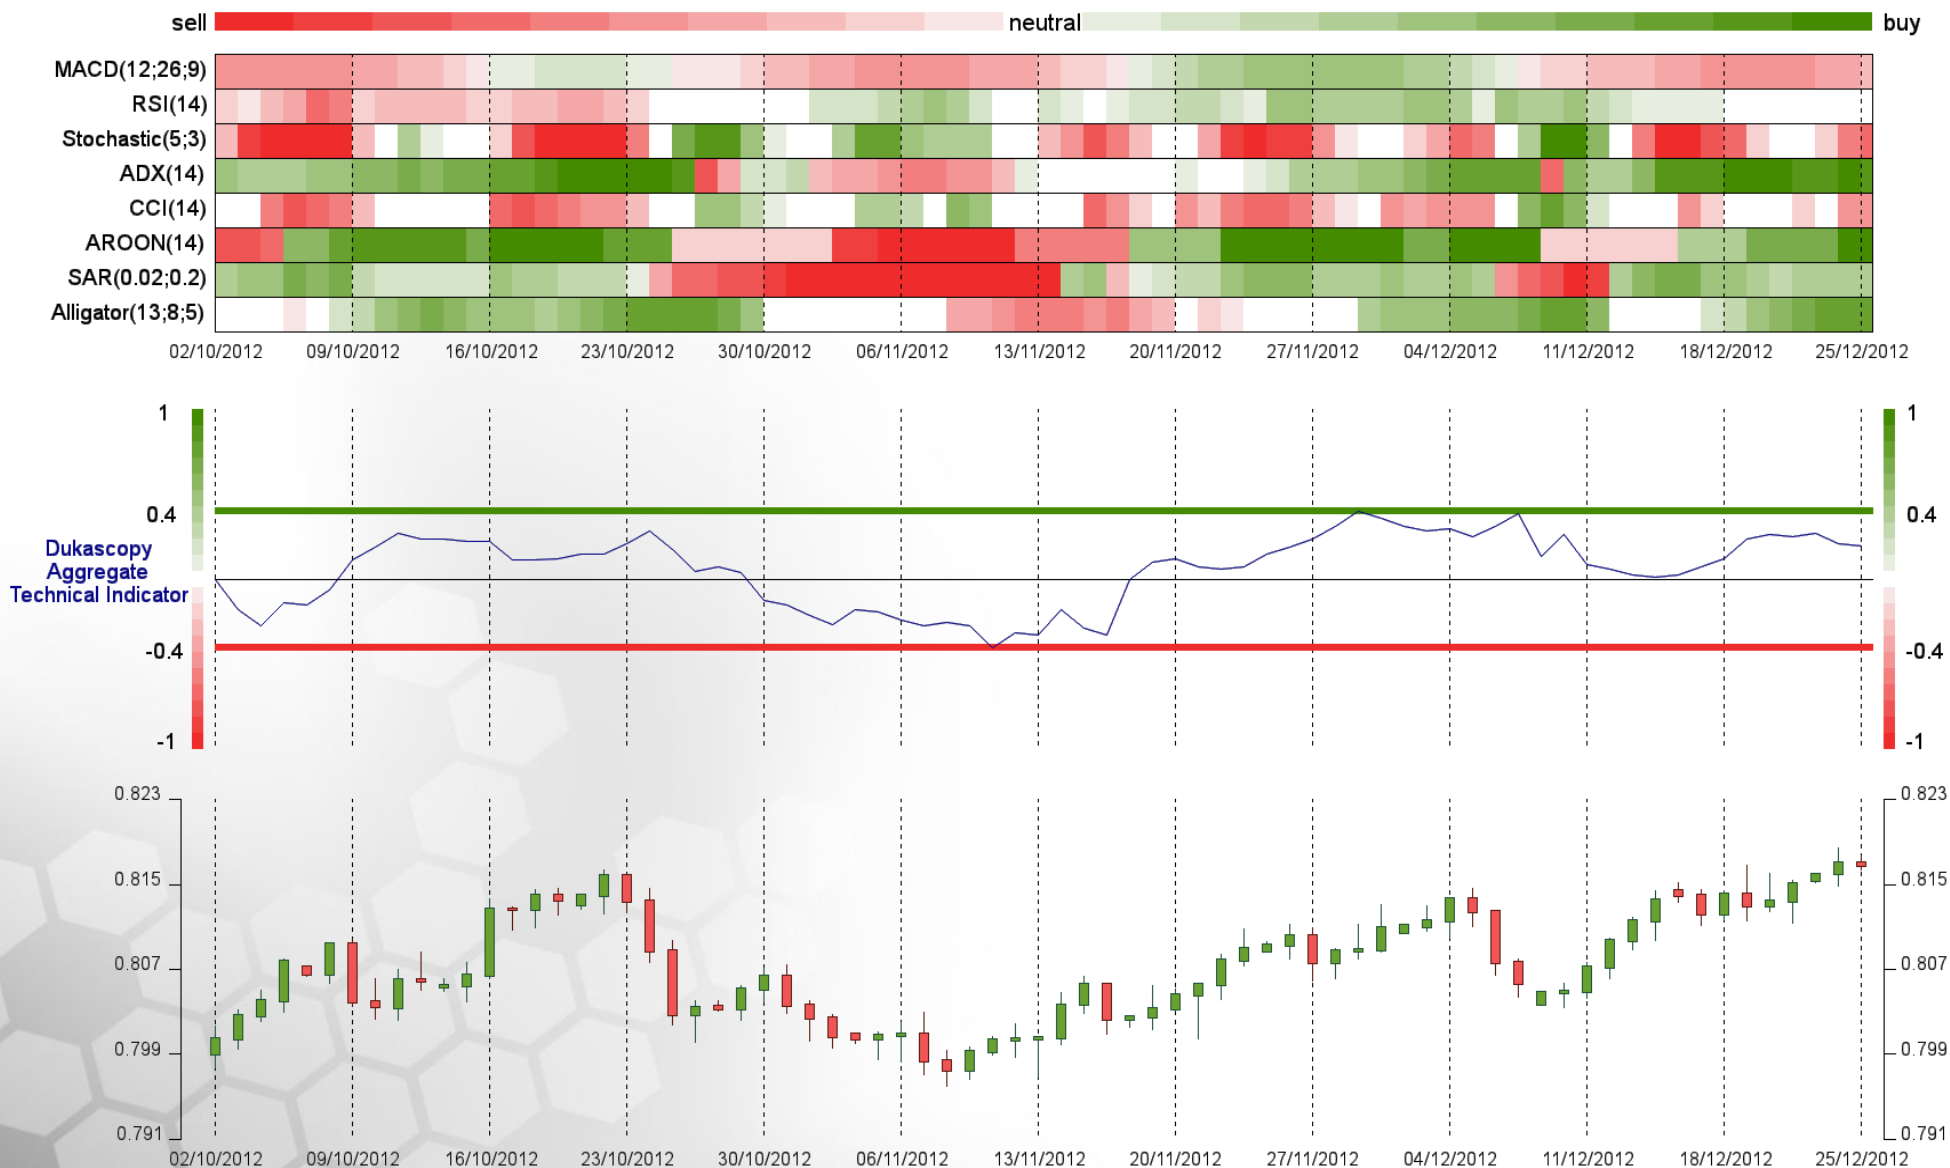 sell neutral buy
MACD(12;26;9)
RSI(14)
Stochastic(5;3)
ADX(14)
CCI(14)
AROON(14)
SAR(0.02;0.2)
Alligator(13;8;5)
02/10/2012 09/10/2012 16/10/2012 23/10/2012 30/10/2012 06/11/2012 13/11/2012 20/11/2012 27/11/2012 04/12/2012 11/12/2012 18/12/2012 25/12/2012
1 1
0.4 0.4
Dukascopy
Aggregate
Technical Indicator
-0.4 -0.4
-1 -1
0.823 0.823
0.815 0.815
0.807 0.807
0.799 0.799
0.791 0.791
02/10/2012 09/10/2012 16/10/2012 23/10/2012 30/10/2012 06/11/2012 13/11/2012 20/11/2012 27/11/2012 04/12/2012 11/12/2012 18/12/2012 25/12/2012